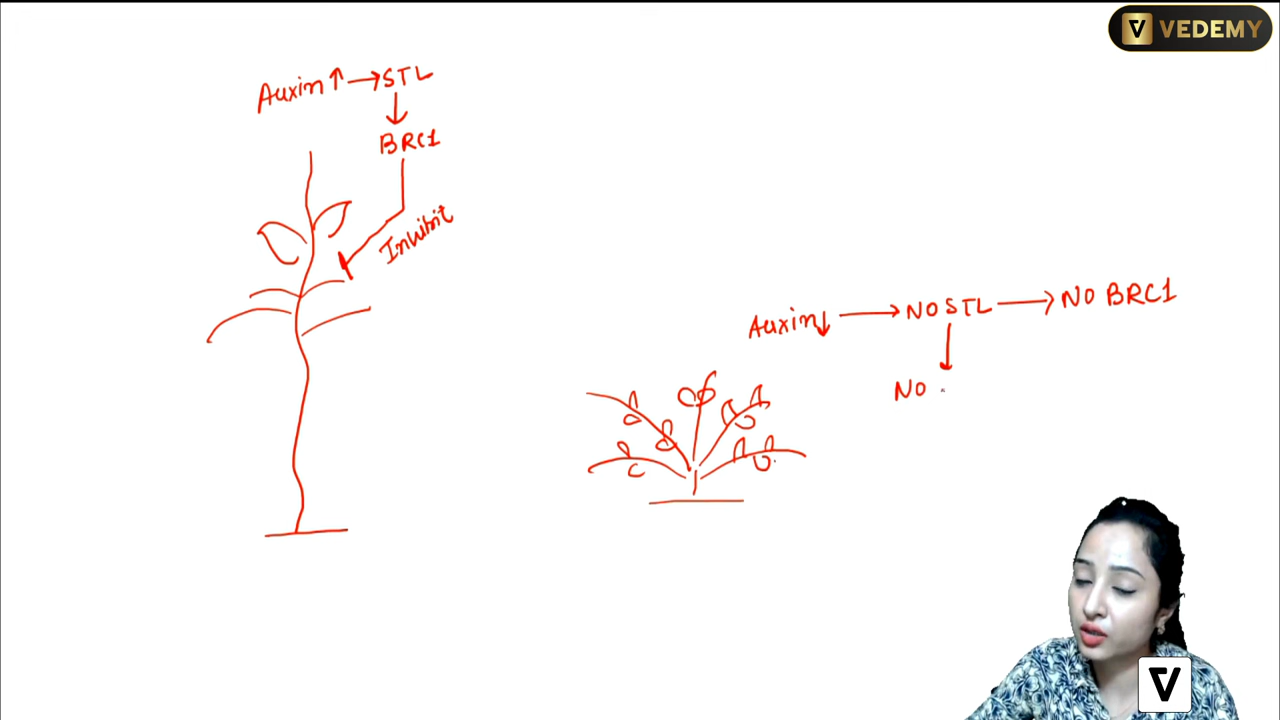 VEDEMY
Auxin↑ → STL
↓
BRC1
Inhibit
Auxin↓ → NO STL → NO BRC1
↓
NO